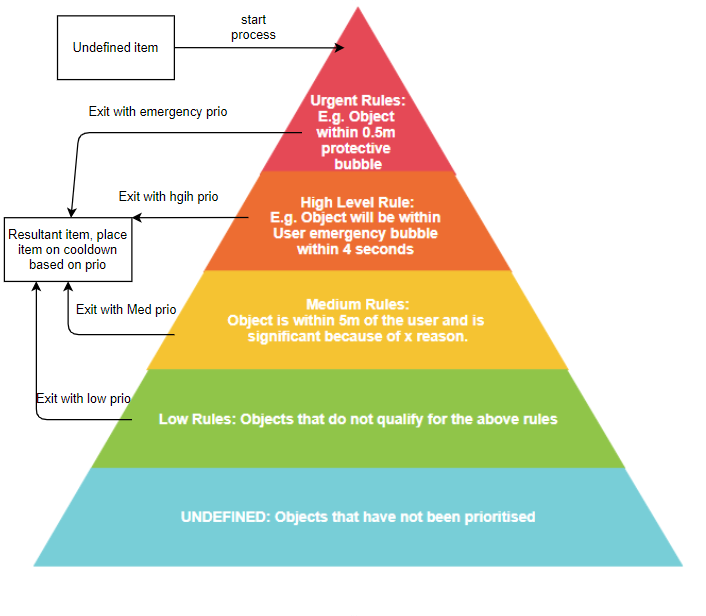 Undefined item
start
process
Urgent Rules:
E.g. Object
within 0.5m
protective
bubble
Exit with emergency prio
Exit with hgih prio
High Level Rule:
E.g. Object will be within
User emergency bubble
within 4 seconds
Resultant item, place
item on cooldown
based on prio
Exit with Med prio
Medium Rules:
Object is within 5m of the user and is
significant because of x reason.
Exit with low prio
Low Rules: Objects that do not qualify for the above rules
UNDEFINED: Objects that have not been prioritised